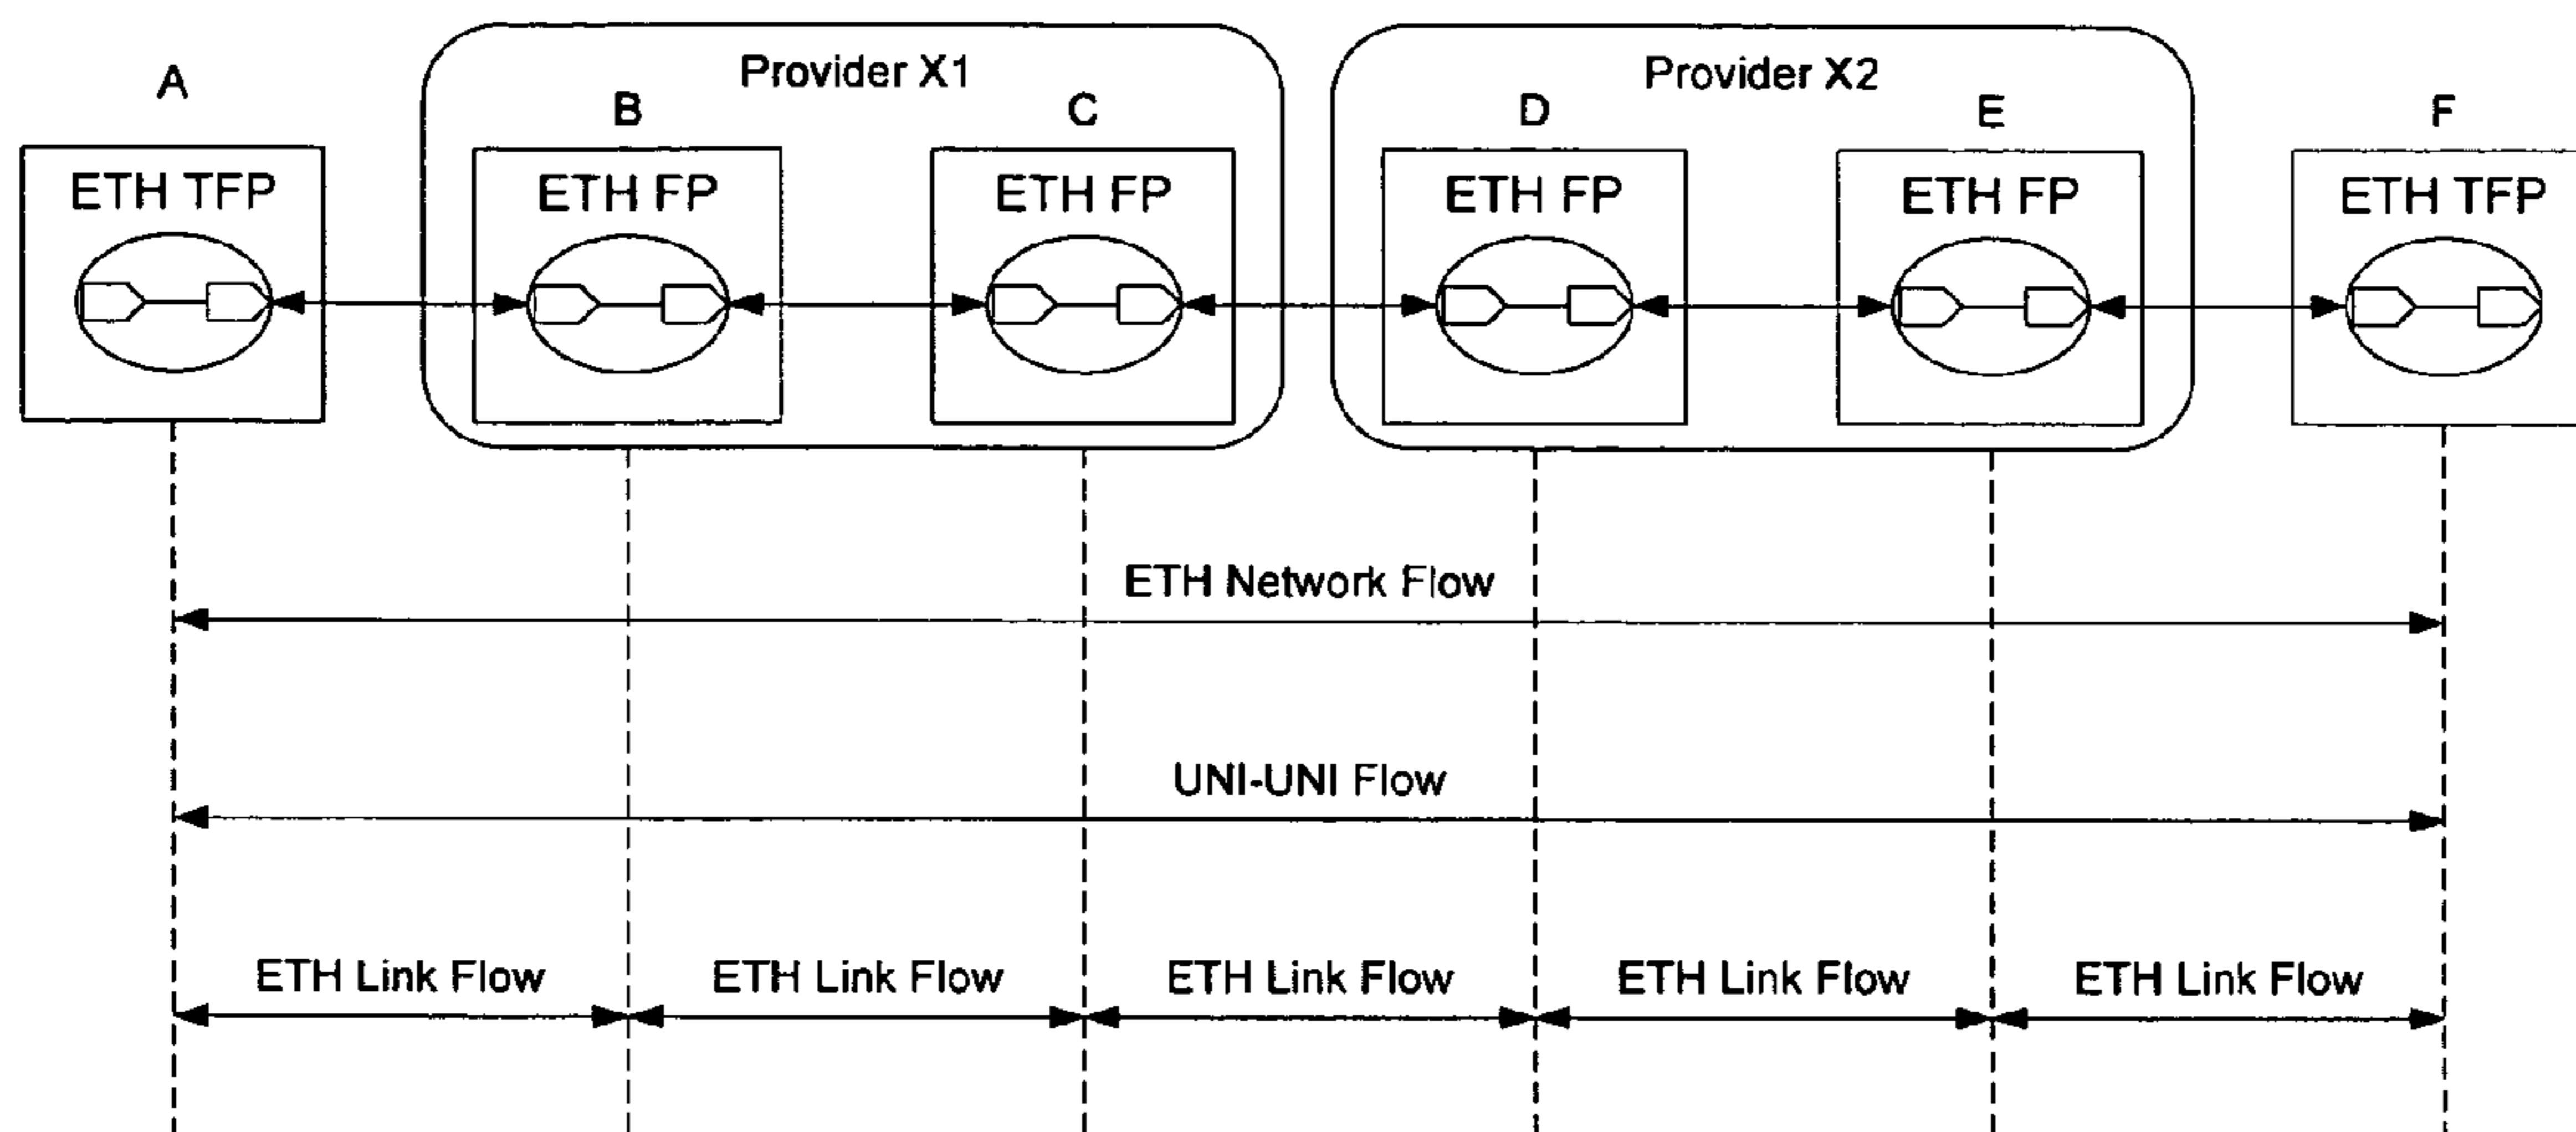 A
Provider X1
B
C
Provider X2
D
E
F
ETH TFP
ETH FP
ETH FP
ETH FP
ETH FP
ETH TFP
ETH Network Flow
UNI-UNI Flow
ETH Link Flow
ETH Link Flow
ETH Link Flow
ETH Link Flow
ETH Link Flow